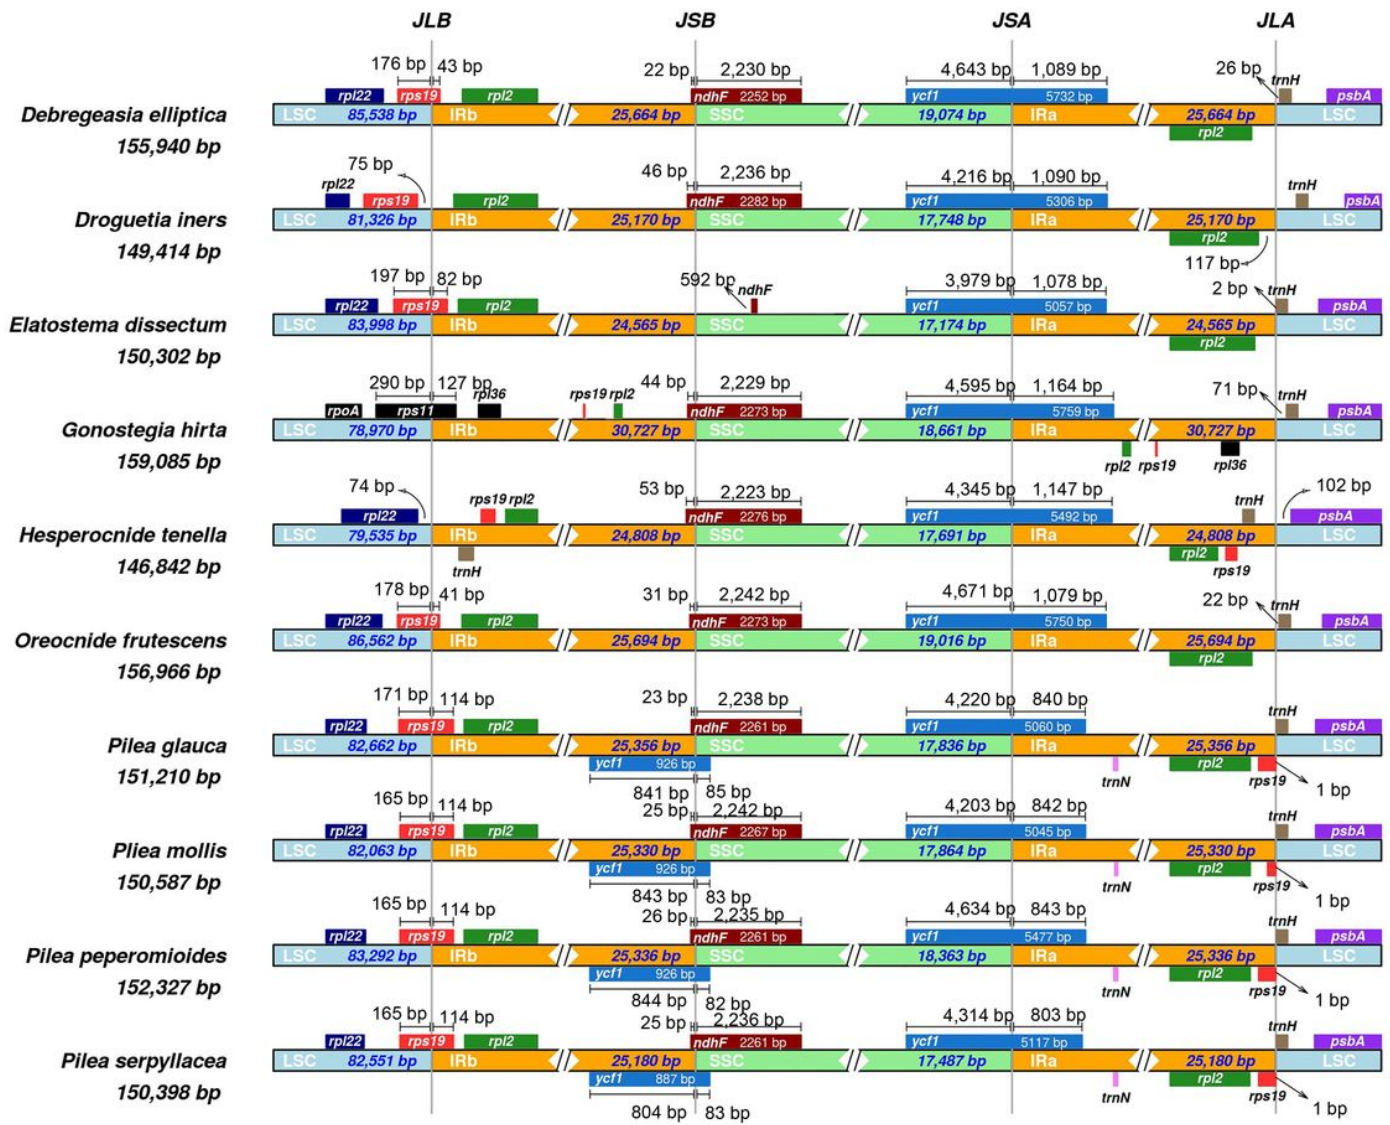 JLB JSB JSA JLA
176 bp 43 bp 22 bp 2,230 bp 4,643 bp 1,089 bp 26 bp trnH
rpl22 rps19 rpl2 ndhF 2252 bp ycf1 5732 bp psbA
Debregeasia elliptica LSC 85,538 bp IRb 25,664 bp SSC 19,074 bp IRa 25,664 bp LSC
rpl2
155,940 bp
75 bp 46 bp 2,236 bp 4,216 bp 1,090 bp trnH
rpl22 rps19 rpl2 ndhF 2282 bp ycf1 5306 bp psbA
Droguetia iners LSC 81,326 bp IRb 25,170 bp SSC 17,748 bp IRa 25,170 bp LSC
rpl2
149,414 bp 117 bp
197 bp 82 bp 592 bp ndhF 3,979 bp 1,078 bp 2 bp trnH
rpl22 rps19 rpl2 ycf1 5057 bp psbA
Elatostema dissectum LSC 83,998 bp IRb 24,565 bp SSC 17,174 bp IRa 24,565 bp LSC
rpl2
150,302 bp
290 bp 127 bp rpl36 rps19 rpl2 44 bp 2,229 bp 4,595 bp 1,164 bp 71 bp trnH
rpoA rps11 ndhF 2273 bp ycf1 5759 bp psbA
Gonostegia hirta LSC 78,970 bp IRb 30,727 bp SSC 18,661 bp IRa 30,727 bp LSC
159,085 bp rpl2 rps19 rpl36
74 bp rps19 rpl2 53 bp 2,223 bp 4,345 bp 1,147 bp trnH 102 bp
rpl22 ndhF 2276 bp ycf1 5492 bp psbA
Hesperocnide tenella LSC 79,535 bp IRb 24,808 bp SSC 17,691 bp IRa 24,808 bp LSC
rpl2
146,842 bp trnH rps19
178 bp 41 bp 31 bp 2,242 bp 4,671 bp 1,079 bp 22 bp trnH
rpl22 rps19 rpl2 ndhF 2273 bp ycf1 5750 bp psbA
Oreocnide frutescens LSC 86,562 bp IRb 25,694 bp SSC 19,016 bp IRa 25,694 bp LSC
rpl2
156,966 bp
171 bp 114 bp 23 bp 2,238 bp 4,220 bp 840 bp trnH
rpl22 rps19 rpl2 ndhF 2261 bp ycf1 5060 bp psbA
Pilea glauca LSC 82,662 bp IRb 25,356 bp SSC 17,836 bp IRa 25,356 bp LSC
ycf1 926 bp rpl2
151,210 bp trnN rps19
841 bp 85 bp 1 bp
165 bp 114 bp 25 bp 2,242 bp 4,203 bp 842 bp trnH
rpl22 rps19 rpl2 ndhF 2267 bp ycf1 5045 bp psbA
Pliea mollis LSC 82,063 bp IRb 25,330 bp SSC 17,864 bp IRa 25,330 bp LSC
ycf1 926 bp rpl2
150,587 bp trnN rps19
843 bp 83 bp 1 bp
165 bp 114 bp 26 bp 2,235 bp 4,634 bp 843 bp trnH
rpl22 rps19 rpl2 ndhF 2261 bp ycf1 5477 bp psbA
Pilea peperomioides LSC 83,292 bp IRb 25,336 bp SSC 18,363 bp IRa 25,336 bp LSC
ycf1 926 bp rpl2
152,327 bp trnN rps19
844 bp 82 bp 1 bp
165 bp 114 bp 25 bp 2,236 bp 4,314 bp 803 bp trnH
rpl22 rps19 rpl2 ndhF 2261 bp ycf1 5117 bp psbA
Pilea serpyllacea LSC 82,551 bp IRb 25,180 bp SSC 17,487 bp IRa 25,180 bp LSC
ycf1 887 bp rpl2
150,398 bp trnN rps19
804 bp 83 bp 1 bp